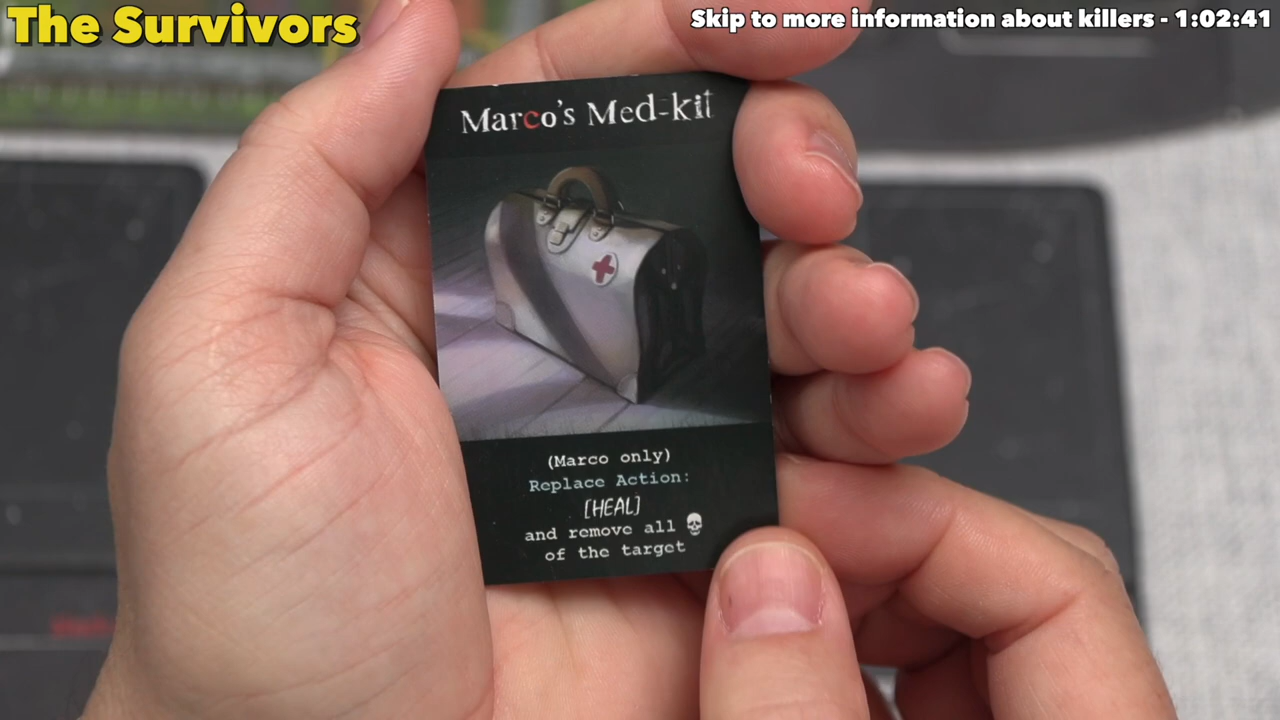 The Survivors
Skip to more information about killers - 1:02:41
Marco's Med-kit
(Marco only)
Replace Action:
[HEAL]
and remove all
of the target